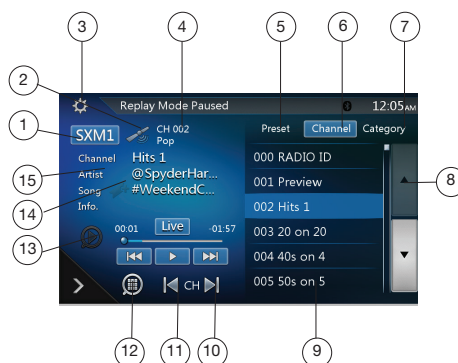 3
4
5
6
7
2
Replay Mode Paused
12:05AM
1
SXM1
CH 002
Pop
Preset
Channel
Category
Channel
Hits 1
000 RADIO ID
15
Artist
@SpyderHar...
001 Preview
8
14
Song
#WeekendC...
002 Hits 1
Info.
13
00:01
Live
-01:57
003 20 on 20
004 40s on 4
CH
005 50s on 5
12
11
10
9